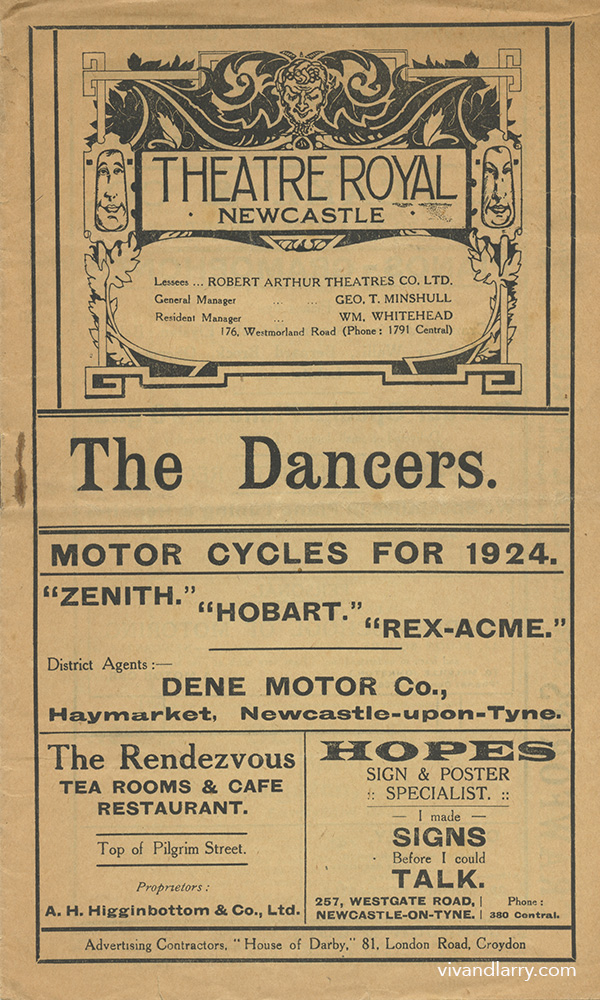 THEATRE ROYAL
· NEWCASTLE ·
Lessees ... ROBERT ARTHUR THEATRES CO. LTD.
General Manager ... ... GEO. T. MINSHULL
Resident Manager ... WM. WHITEHEAD
176, Westmorland Road (Phone : 1791 Central)
The Dancers.
MOTOR CYCLES FOR 1924.
“ZENITH.” “HOBART.” “REX-ACME.”
District Agents :—
DENE MOTOR Co.,
Haymarket, Newcastle-upon-Tyne.
The Rendezvous
TEA ROOMS & CAFE
RESTAURANT.
Top of Pilgrim Street.
Proprietors :
A. H. Higginbottom & Co., Ltd.
HOPES
SIGN & POSTER
:: SPECIALIST. ::
— I made —
SIGNS
Before I could
TALK.
257, WESTGATE ROAD, | Phone :
NEWCASTLE-ON-TYNE. | 380 Central.
Advertising Contractors, “ House of Darby,” 81, London Road, Croydon
vivandlarry.com